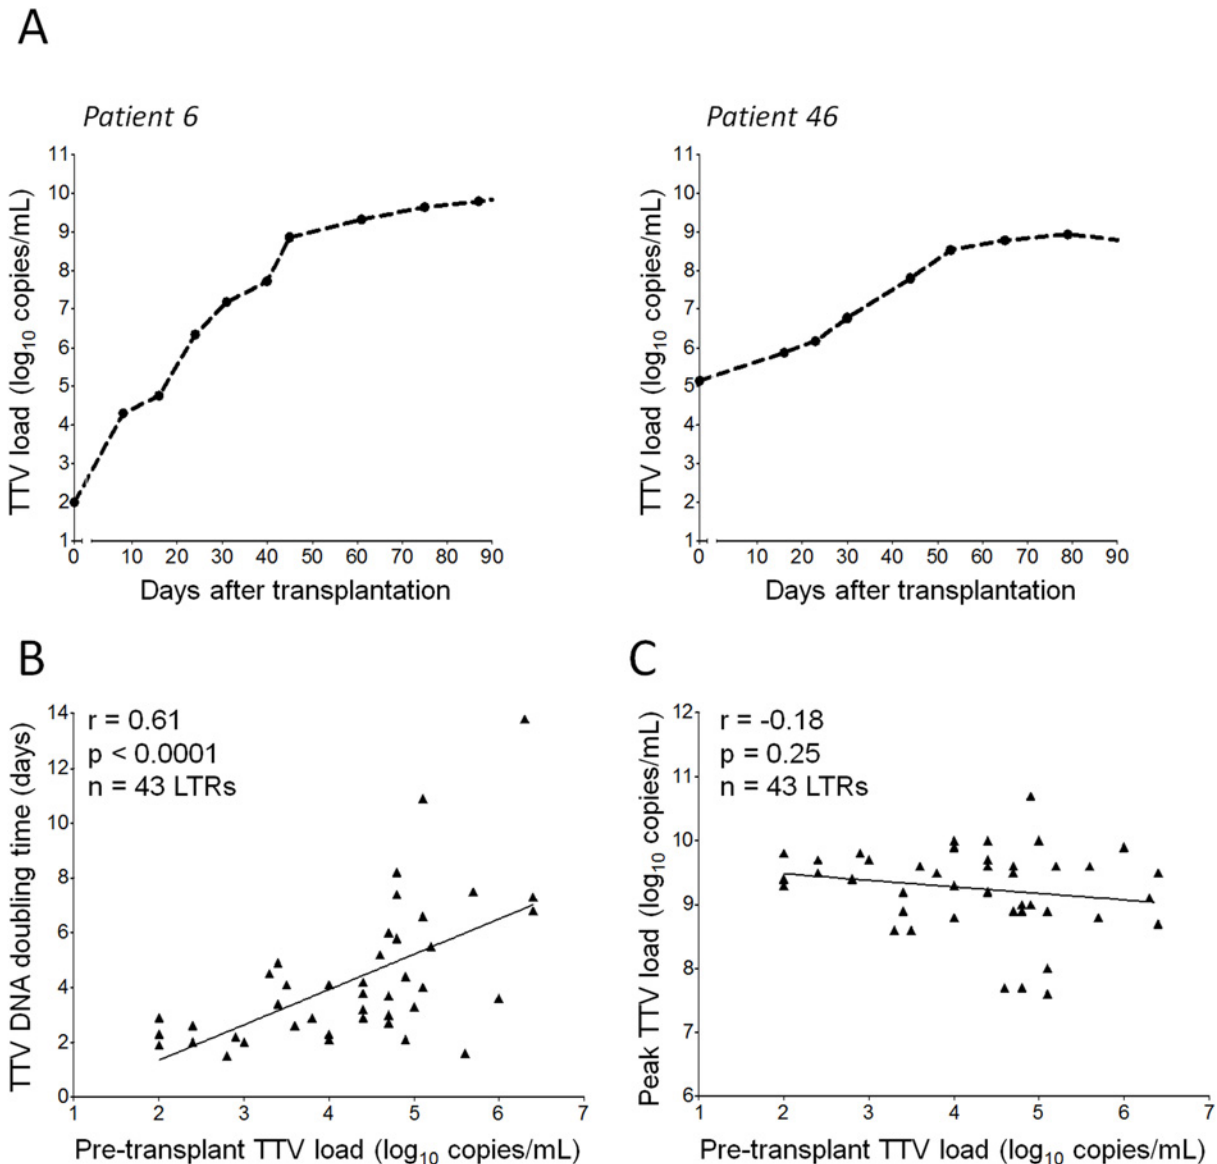 A
Patient 6
Patient 46
TTV load (log10 copies/mL)
11
10
9
8
7
6
5
4
3
2
1
0 10 20 30 40 50 60 70 80 90
Days after transplantation
TTV load (log10 copies/mL)
11
10
9
8
7
6
5
4
3
2
1
0 10 20 30 40 50 60 70 80 90
Days after transplantation
B
r = 0.61
p < 0.0001
n = 43 LTRs
TTV DNA doubling time (days)
14
12
10
8
6
4
2
0
1 2 3 4 5 6 7
Pre-transplant TTV load (log10 copies/mL)
C
r = -0.18
p = 0.25
n = 43 LTRs
Peak TTV load (log10 copies/mL)
12
11
10
9
8
7
6
1 2 3 4 5 6 7
Pre-transplant TTV load (log10 copies/mL)